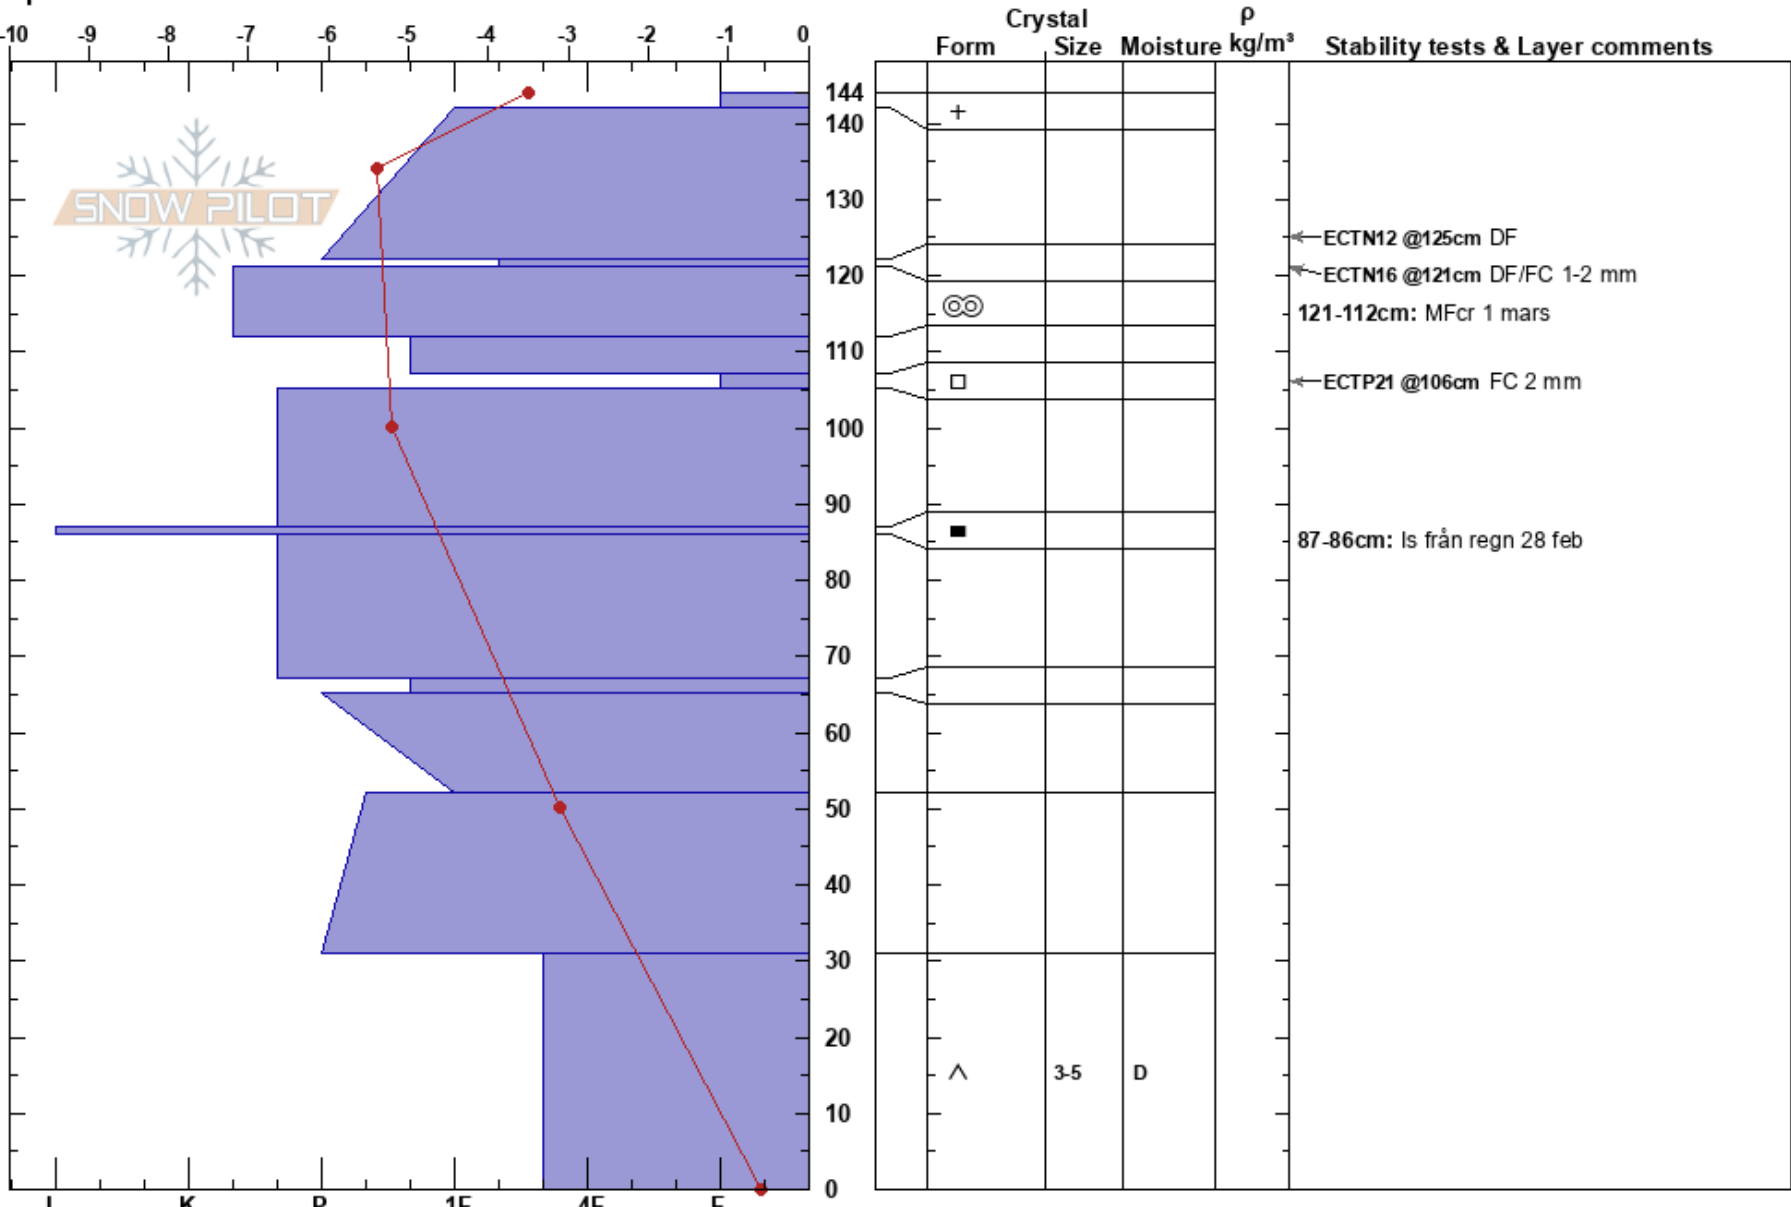 Crystal ρ
-10 -9 -8 -7 -6 -5 -4 -3 -2 -1 0 Form Size Moisture kg/m³ Stability tests & Layer comments
144
+
140
SNOW PILOT
130
ECTN12 @125cm DF
120
ECTN16 @121cm DF/FC 1-2 mm
121-112cm: MFcr 1 mars
110
ECTP21 @106cm FC 2 mm
100
90
87-86cm: Is från regn 28 feb
80
70
60
50
40
30
20
3-5 D
10
0
I K P 1F 4F F